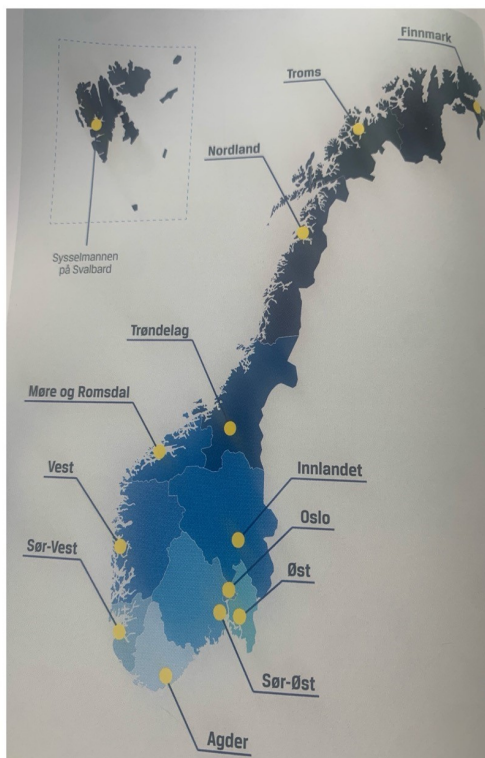 Finnmark
Troms
Nordland
Sysselmannen
på Svalbard
Trøndelag
Møre og Romsdal
Vest
Innlandet
Oslo
Sør-Vest
Øst
Sør-Øst
Agder